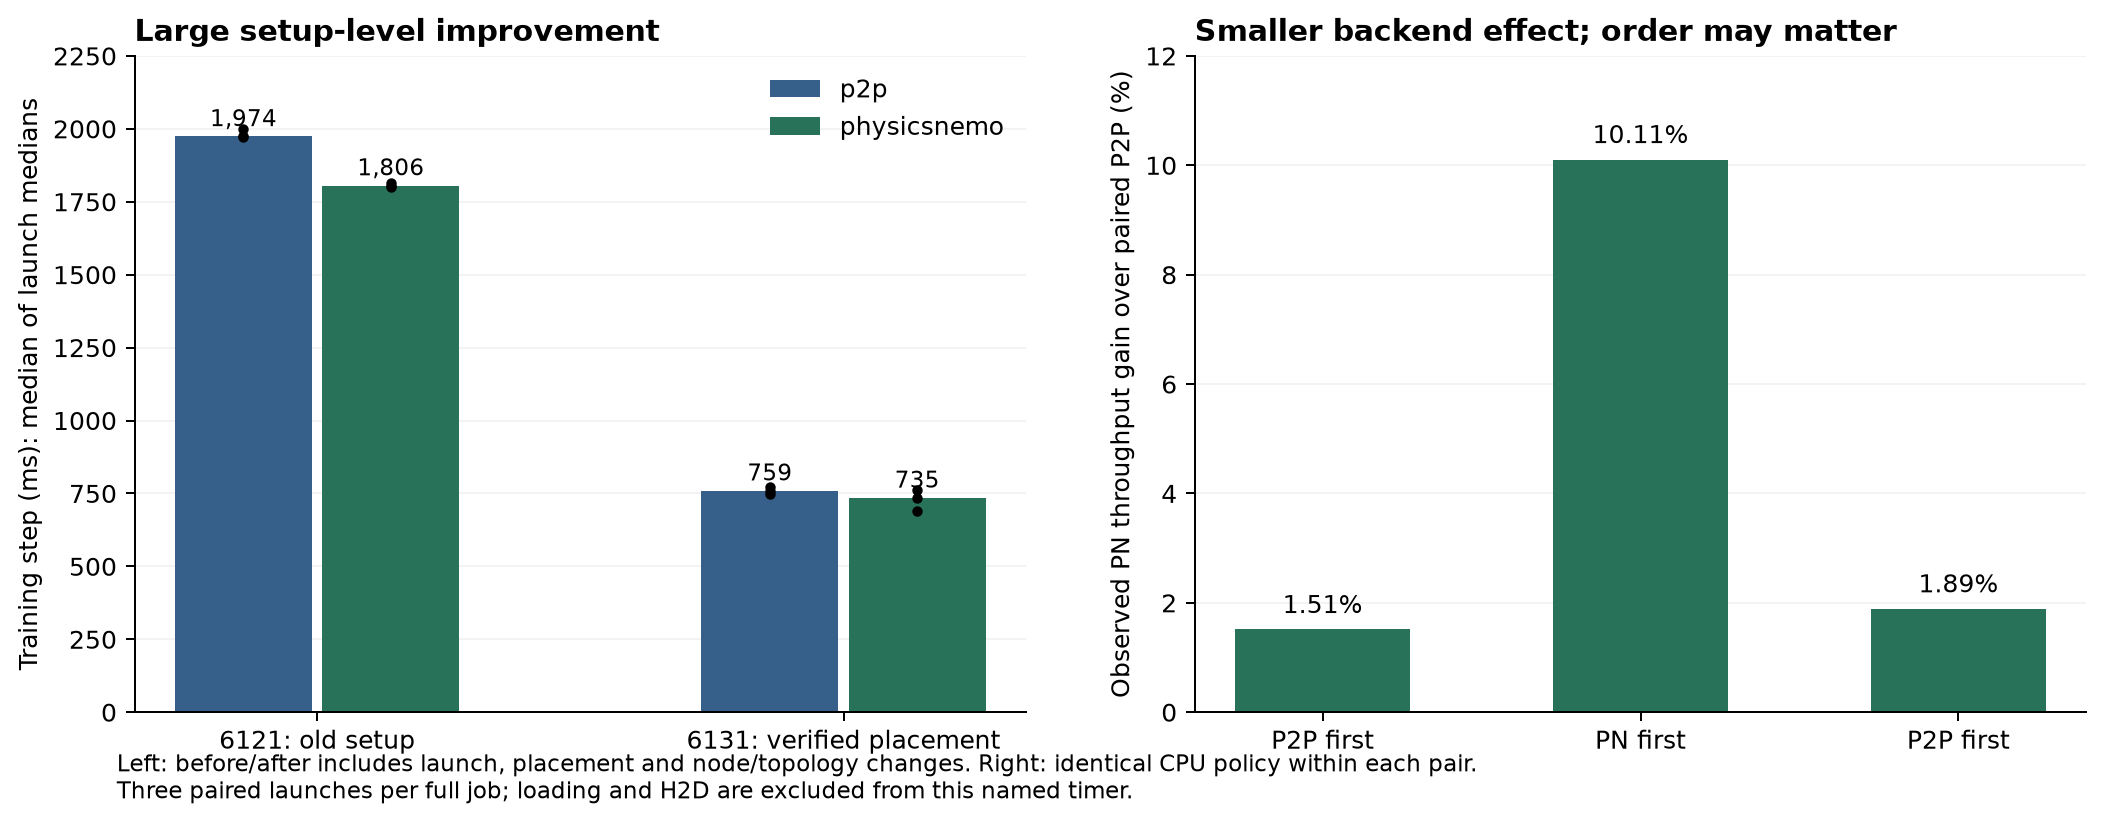 Large setup-level improvement
Training step (ms): median of launch medians
2250
2000
1750
1500
1250
1000
750
500
250
0
p2p
physicsnemo
1,974
1,806
759
735
6121: old setup
6131: verified placement
Smaller backend effect; order may matter
Observed PN throughput gain over paired P2P (%)
12
10
8
6
4
2
0
1.51%
10.11%
1.89%
P2P first
PN first
P2P first
Left: before/after includes launch, placement and node/topology changes. Right: identical CPU policy within each pair.
Three paired launches per full job; loading and H2D are excluded from this named timer.